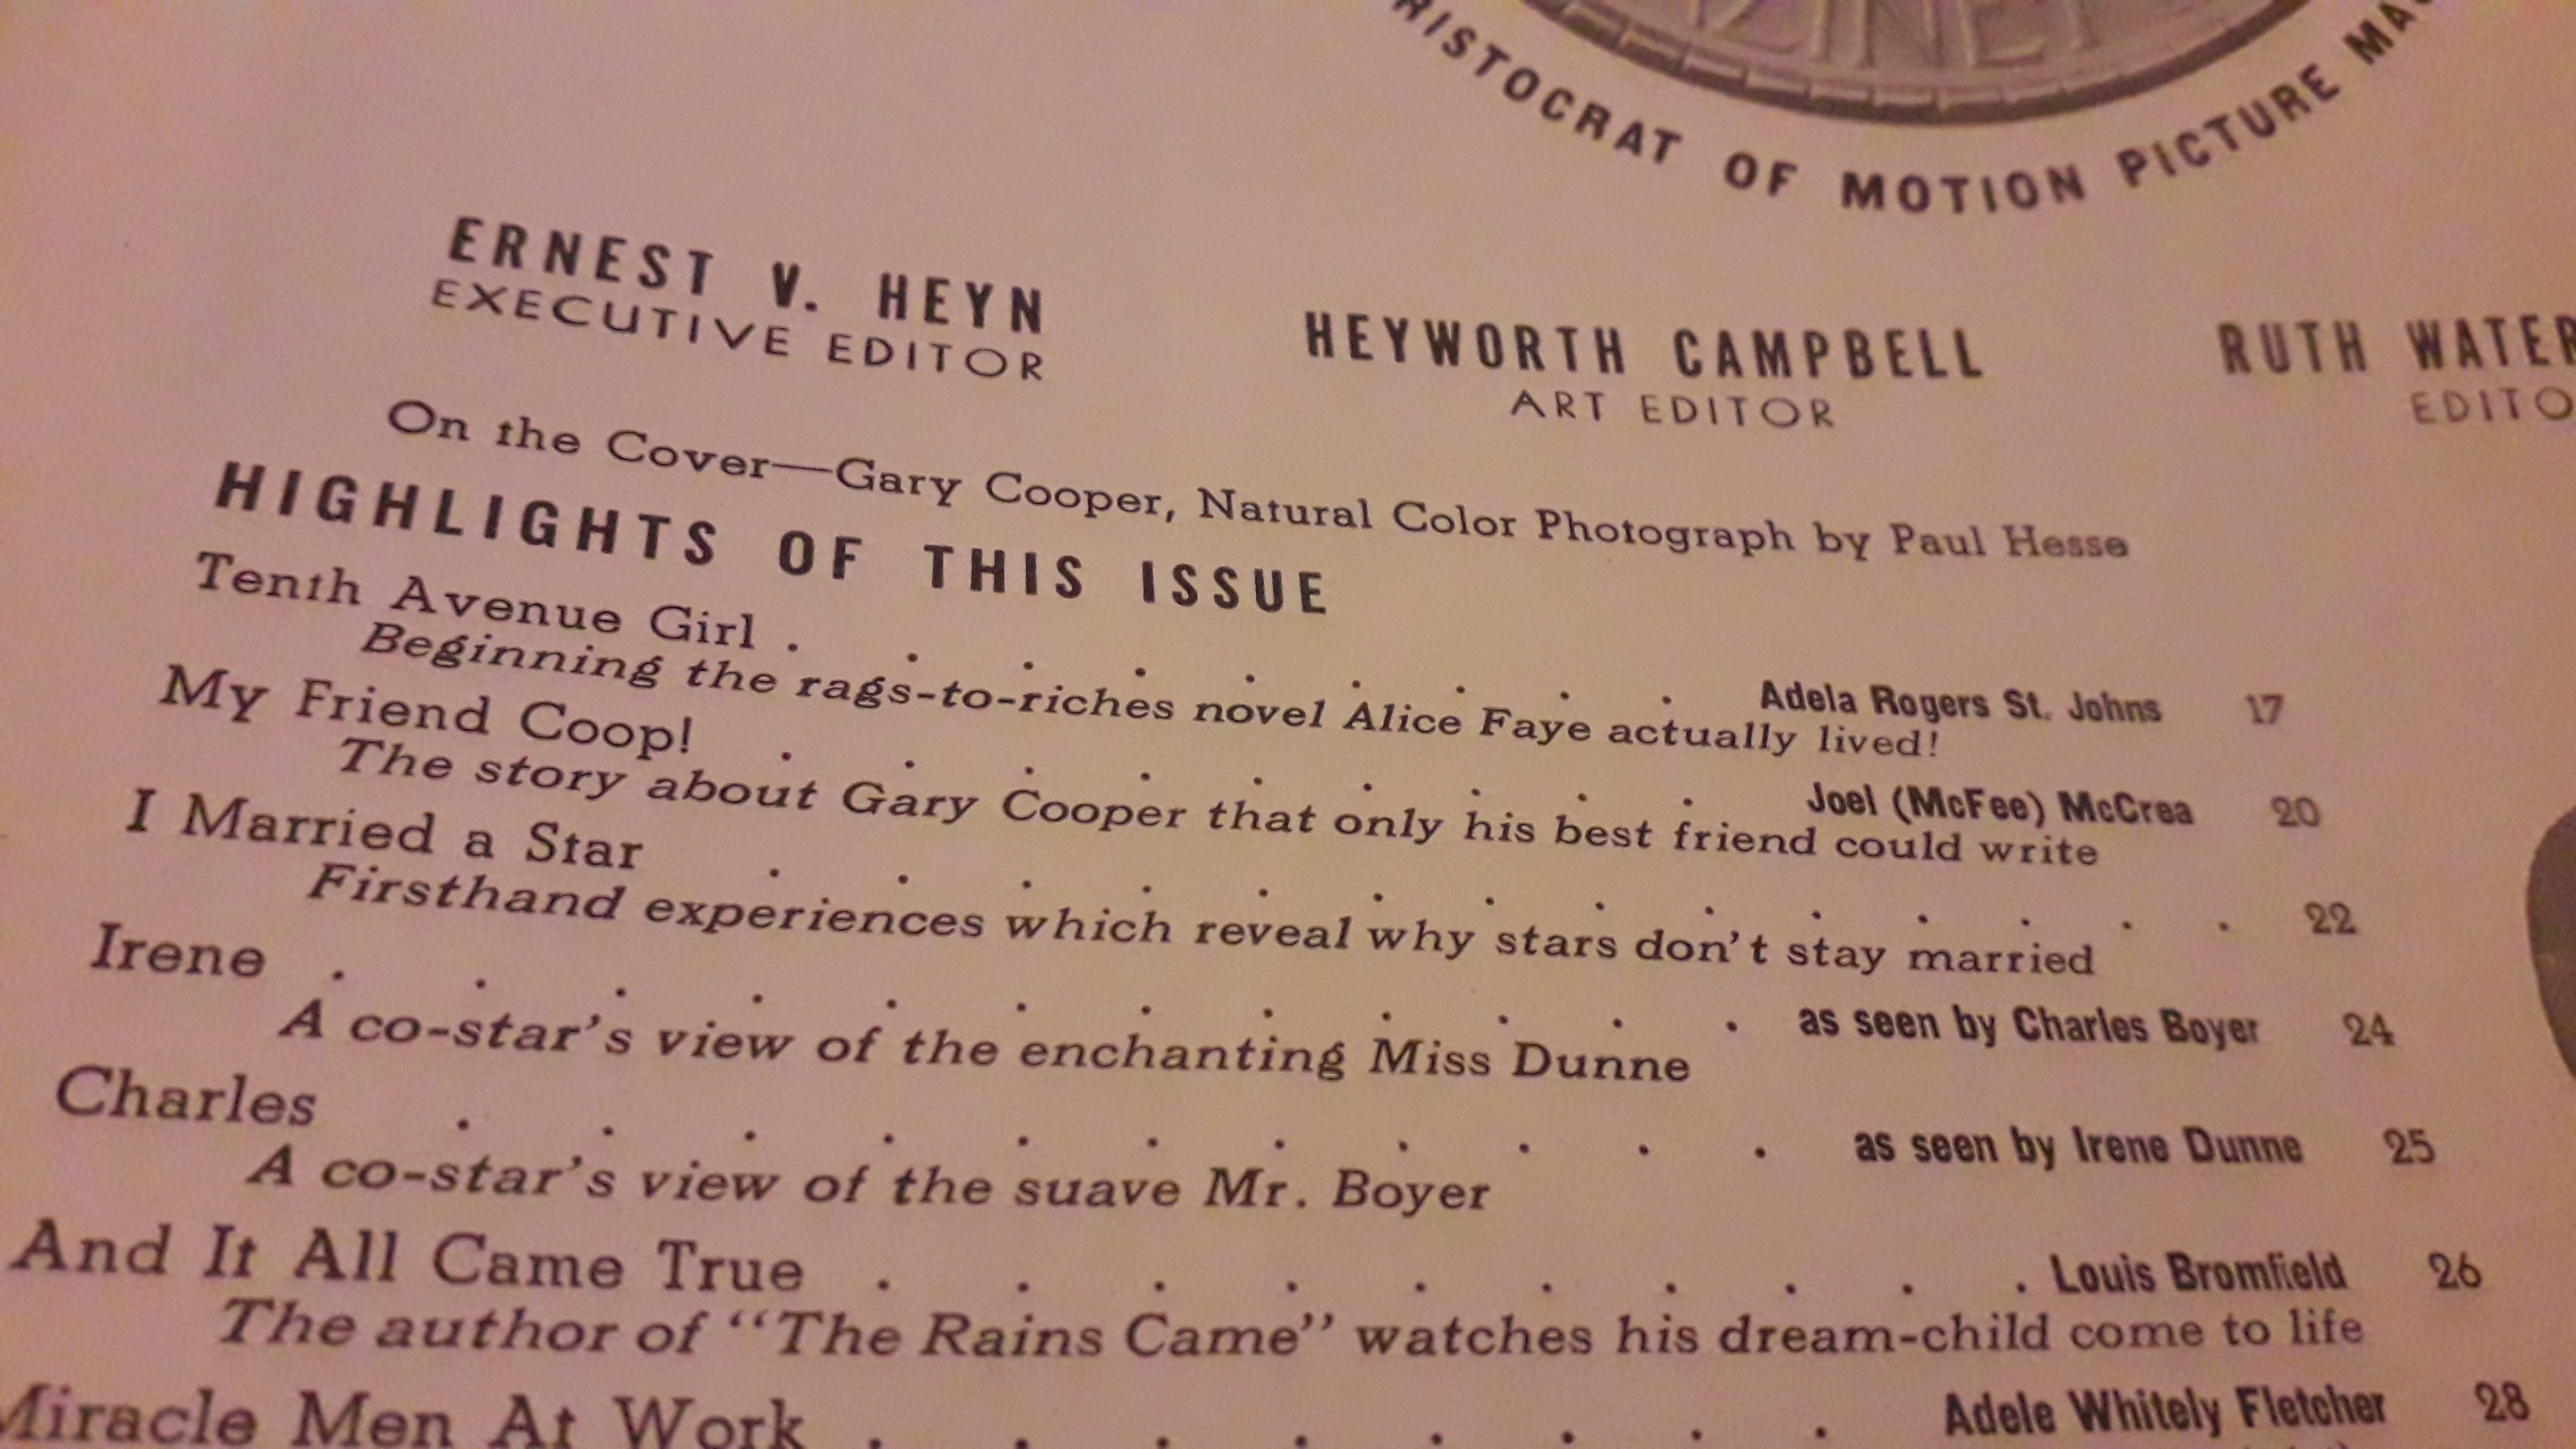 RISTOCRAT OF MOTION PICTURE MA
ERNEST V. HEYN
EXECUTIVE EDITOR
HEYWORTH CAMPBELL
ART EDITOR
RUTH WATER
EDITO
On the Cover—Gary Cooper, Natural Color Photograph by Paul Hesse
HIGHLIGHTS OF THIS ISSUE
Tenth Avenue Girl . . . . . . . . . Adela Rogers St. Johns 17
Beginning the rags-to-riches novel Alice Faye actually lived!
My Friend Coop! . . . . . . . . . Joel (McFee) McCrea 20
The story about Gary Cooper that only his best friend could write
I Married a Star . . . . . . . . . . . . . . 22
Firsthand experiences which reveal why stars don't stay married
Irene . . . . . . . . . . . . as seen by Charles Boyer 24
A co-star's view of the enchanting Miss Dunne
Charles . . . . . . . . . . . as seen by Irene Dunne 25
A co-star's view of the suave Mr. Boyer
And It All Came True . . . . . . . . . . Louis Bromfield 26
The author of "The Rains Came" watches his dream-child come to life
Miracle Men At Work . . . . . . . . Adele Whitely Fletcher 28